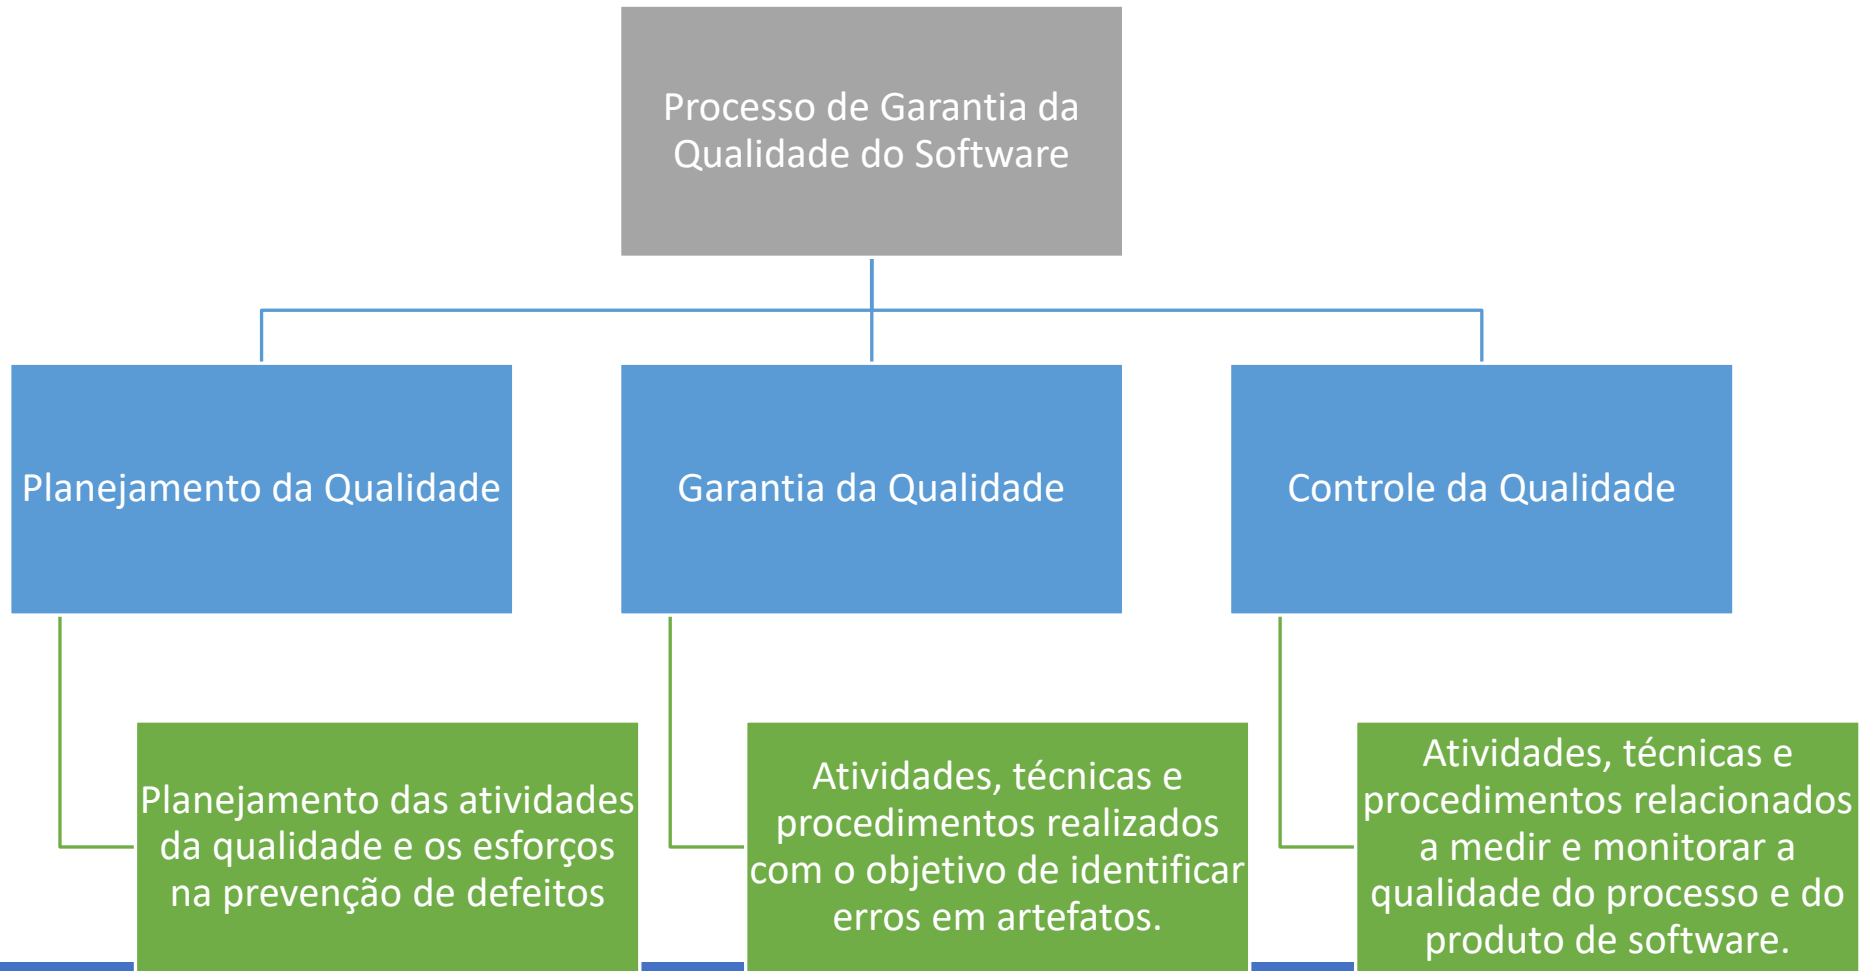 Processo de Garantia da
Qualidade do Software
Planejamento da Qualidade
Garantia da Qualidade
Controle da Qualidade
Planejamento das atividades
da qualidade e os esforços
na prevenção de defeitos
Atividades, técnicas e
procedimentos realizados
com o objetivo de identificar
erros em artefatos.
Atividades, técnicas e
procedimentos relacionados
a medir e monitorar a
qualidade do processo e do
produto de software.